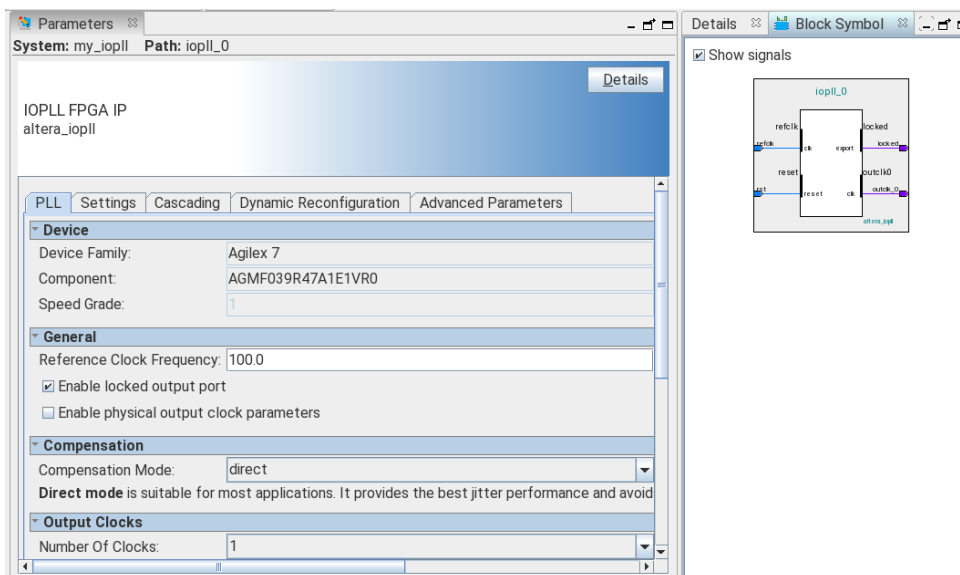 Parameters
System: my_iopll Path: iopll_0
Details
IOPLL FPGA IP
altera_iopll
PLL Settings Cascading Dynamic Reconfiguration Advanced Parameters
Device
Device Family: Agilex 7
Component: AGMF039R47A1E1VR0
Speed Grade: 1
General
Reference Clock Frequency: 100.0
Enable locked output port
Enable physical output clock parameters
Compensation
Compensation Mode: direct
Direct mode is suitable for most applications. It provides the best jitter performance and avoid
Output Clocks
Number Of Clocks: 1
Details Block Symbol
Show signals
iopll_0
refclk locked
refclk clk export locked
reset outclk0
rst reset clk outclk_0
altera_iopll